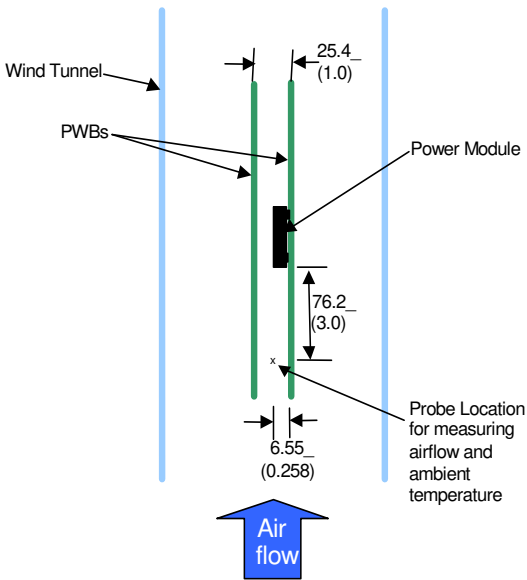 25.4_
(1.0)
Wind Tunnel
PWBs
Power Module
76.2_
(3.0)
x
Probe Location
for measuring
airflow and
ambient
temperature
6.55_
(0.258)
Air
flow